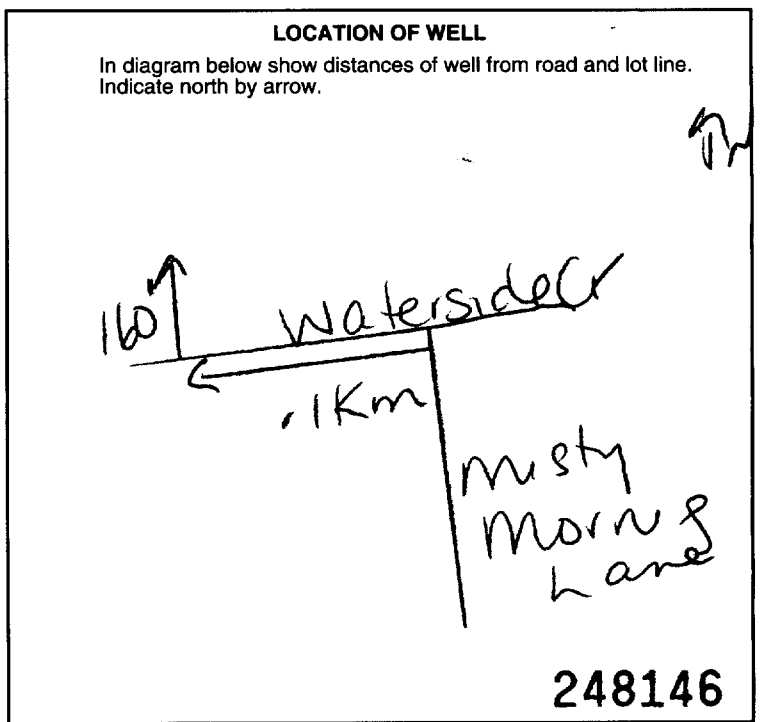 LOCATION OF WELL
In diagram below show distances of well from road and lot line.
Indicate north by arrow.
N
160'
Waterside Cr
.1Km
Misty
Morning
Lane
248146